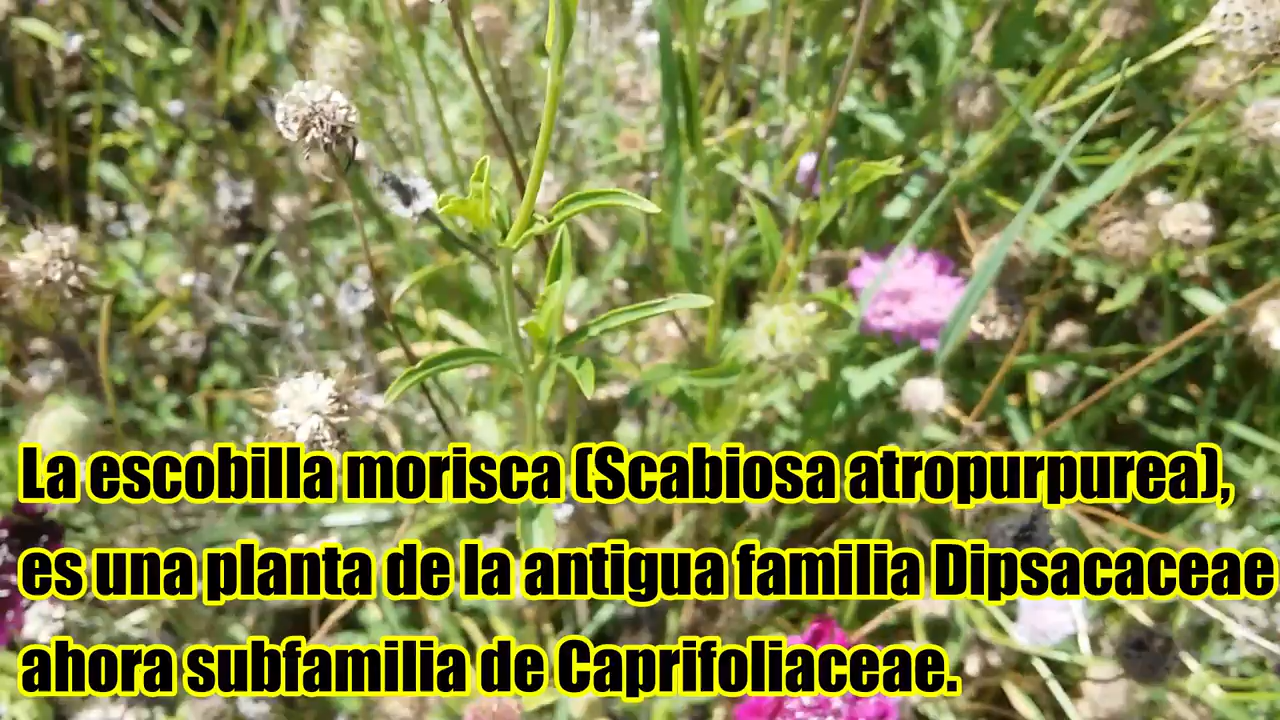 La escobilla morisca (Scabiosa atropurpurea),
es una planta de la antigua familia Dipsacaceae
ahora subfamilia de Caprifoliaceae.